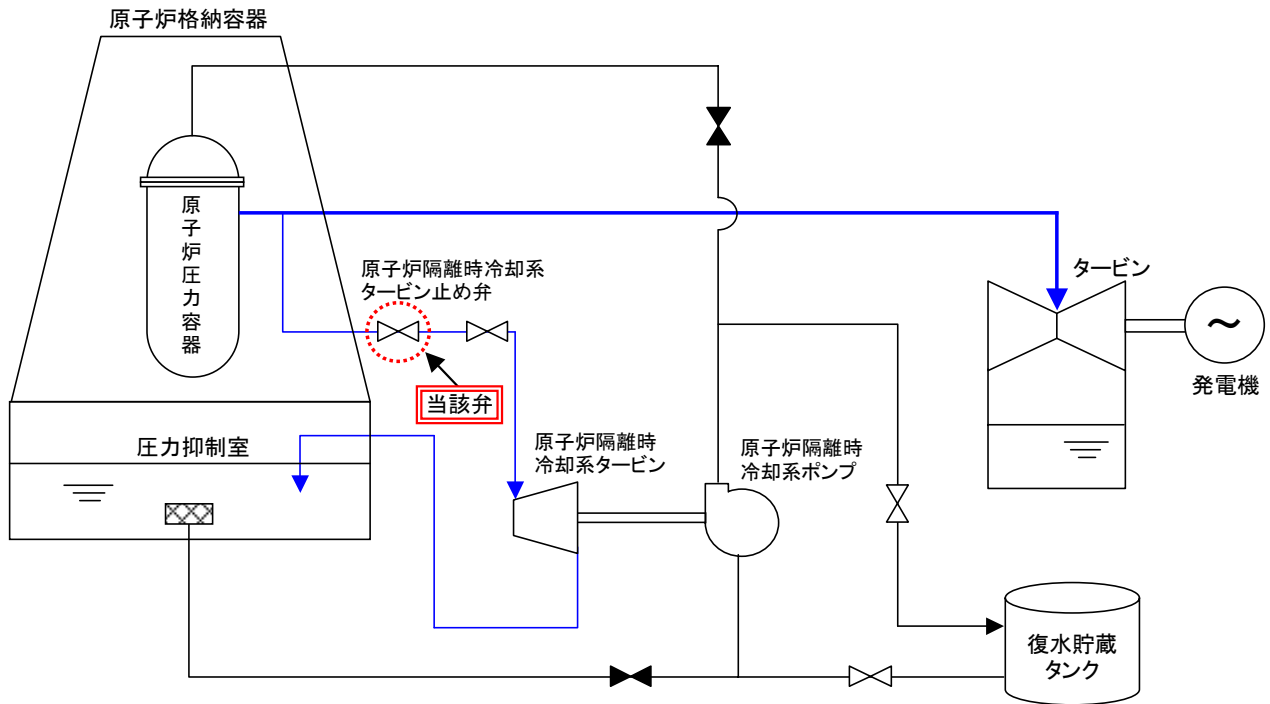 原子炉格納容器
原子炉圧力容器
原子炉隔離時冷却系
タービン止め弁
当該弁
タービン
~
発電機
圧力抑制室
原子炉隔離時
冷却系タービン
原子炉隔離時
冷却系ポンプ
復水貯蔵
タンク